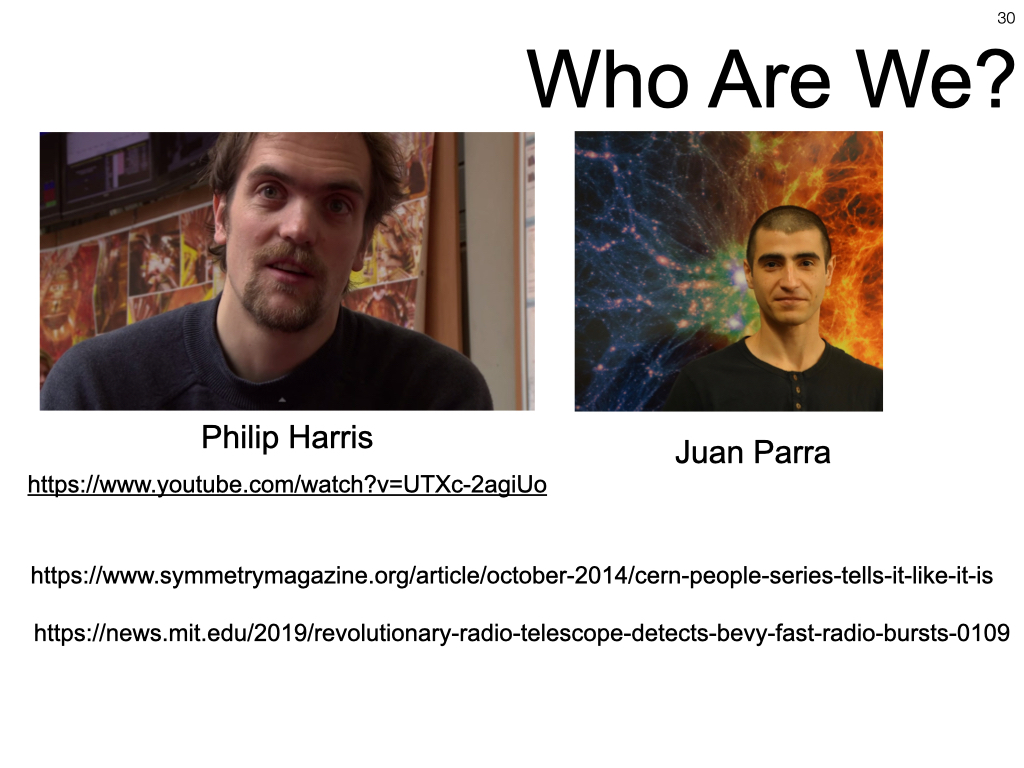 30
Who Are We?
Philip Harris
Juan Parra
https://www.youtube.com/watch?v=UTXc-2agiUo
https://www.symmetrymagazine.org/article/october-2014/cern-people-series-tells-it-like-it-is
https://news.mit.edu/2019/revolutionary-radio-telescope-detects-bevy-fast-radio-bursts-0109